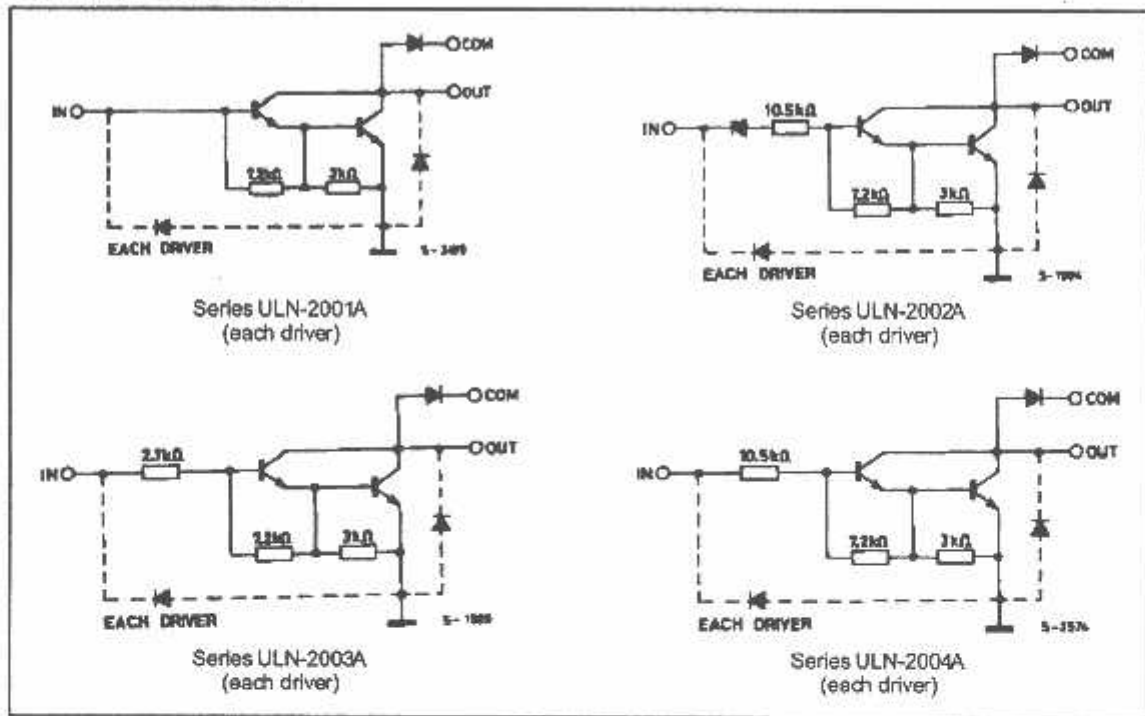 COM
OUT
IN
7.2kΩ
3kΩ
EACH DRIVER
Series ULN-2001A
(each driver)
COM
OUT
10.5kΩ
IN
7.2kΩ
3kΩ
EACH DRIVER
Series ULN-2002A
(each driver)
COM
OUT
2.7kΩ
IN
7.2kΩ
3kΩ
EACH DRIVER
Series ULN-2003A
(each driver)
COM
OUT
10.5kΩ
IN
7.2kΩ
3kΩ
EACH DRIVER
Series ULN-2004A
(each driver)